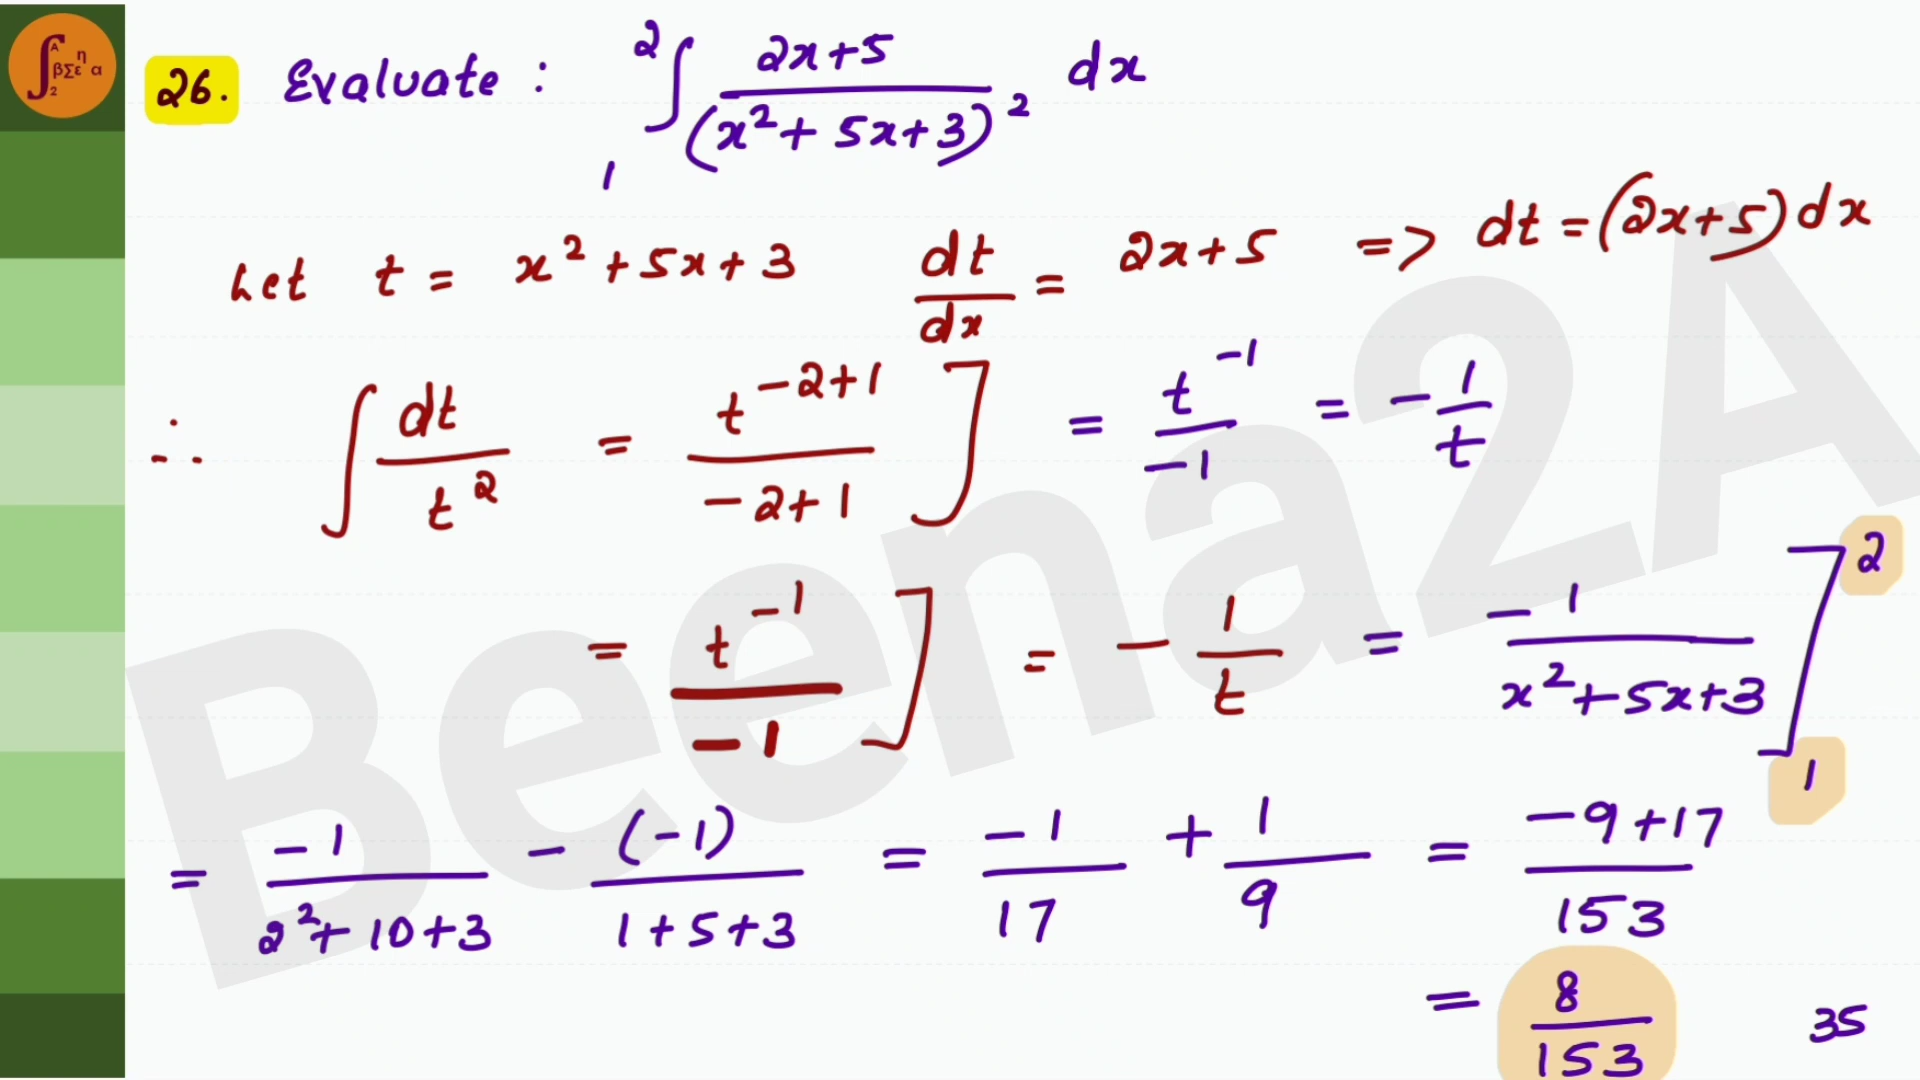 26. Evaluate : ∫₁² (2x+5)/(x²+5x+3)² dx
Let t = x²+5x+3 dt/dx = 2x+5 => dt = (2x+5)dx
∴ ∫ dt/t² = t^(-2+1)/(-2+1) ] = t^(-1)/(-1) = -1/t
= t^(-1)/(-1) ] = -1/t = -1/(x²+5x+3) ]₁²
= -1/(2²+10+3) - (-1)/(1+5+3) = -1/17 + 1/9 = (-9+17)/153
= 8/153
35
Beena2A